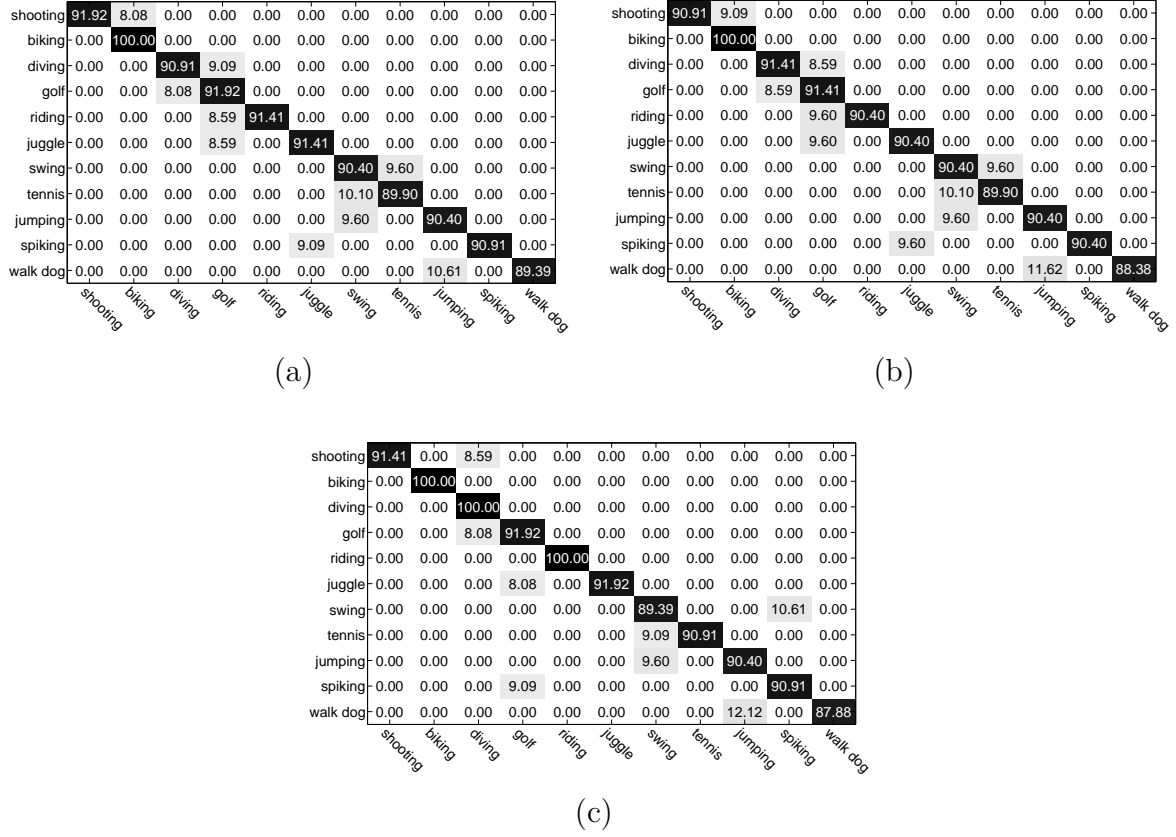 shooting 91.92 8.08 0.00 0.00 0.00 0.00 0.00 0.00 0.00 0.00 0.00
biking 0.00 100.00 0.00 0.00 0.00 0.00 0.00 0.00 0.00 0.00 0.00
diving 0.00 0.00 90.91 9.09 0.00 0.00 0.00 0.00 0.00 0.00 0.00
golf 0.00 0.00 8.08 91.92 0.00 0.00 0.00 0.00 0.00 0.00 0.00
riding 0.00 0.00 0.00 8.59 91.41 0.00 0.00 0.00 0.00 0.00 0.00
juggle 0.00 0.00 0.00 8.59 0.00 91.41 0.00 0.00 0.00 0.00 0.00
swing 0.00 0.00 0.00 0.00 0.00 0.00 90.40 9.60 0.00 0.00 0.00
tennis 0.00 0.00 0.00 0.00 0.00 0.00 10.10 89.90 0.00 0.00 0.00
jumping 0.00 0.00 0.00 0.00 0.00 0.00 9.60 0.00 90.40 0.00 0.00
spiking 0.00 0.00 0.00 0.00 0.00 9.09 0.00 0.00 0.00 90.91 0.00
walk dog 0.00 0.00 0.00 0.00 0.00 0.00 0.00 0.00 10.61 0.00 89.39
shooting biking diving golf riding juggle swing tennis jumping spiking walk dog
(a)
shooting 90.91 9.09 0.00 0.00 0.00 0.00 0.00 0.00 0.00 0.00 0.00
biking 0.00 100.00 0.00 0.00 0.00 0.00 0.00 0.00 0.00 0.00 0.00
diving 0.00 0.00 91.41 8.59 0.00 0.00 0.00 0.00 0.00 0.00 0.00
golf 0.00 0.00 8.59 91.41 0.00 0.00 0.00 0.00 0.00 0.00 0.00
riding 0.00 0.00 0.00 9.60 90.40 0.00 0.00 0.00 0.00 0.00 0.00
juggle 0.00 0.00 0.00 9.60 0.00 90.40 0.00 0.00 0.00 0.00 0.00
swing 0.00 0.00 0.00 0.00 0.00 0.00 90.40 9.60 0.00 0.00 0.00
tennis 0.00 0.00 0.00 0.00 0.00 0.00 10.10 89.90 0.00 0.00 0.00
jumping 0.00 0.00 0.00 0.00 0.00 0.00 9.60 0.00 90.40 0.00 0.00
spiking 0.00 0.00 0.00 0.00 0.00 9.60 0.00 0.00 0.00 90.40 0.00
walk dog 0.00 0.00 0.00 0.00 0.00 0.00 0.00 0.00 11.62 0.00 88.38
shooting biking diving golf riding juggle swing tennis jumping spiking walk dog
(b)
shooting 91.41 0.00 8.59 0.00 0.00 0.00 0.00 0.00 0.00 0.00 0.00
biking 0.00 100.00 0.00 0.00 0.00 0.00 0.00 0.00 0.00 0.00 0.00
diving 0.00 0.00 100.00 0.00 0.00 0.00 0.00 0.00 0.00 0.00 0.00
golf 0.00 0.00 8.08 91.92 0.00 0.00 0.00 0.00 0.00 0.00 0.00
riding 0.00 0.00 0.00 0.00 100.00 0.00 0.00 0.00 0.00 0.00 0.00
juggle 0.00 0.00 0.00 8.08 0.00 91.92 0.00 0.00 0.00 0.00 0.00
swing 0.00 0.00 0.00 0.00 0.00 0.00 89.39 0.00 0.00 10.61 0.00
tennis 0.00 0.00 0.00 0.00 0.00 0.00 9.09 90.91 0.00 0.00 0.00
jumping 0.00 0.00 0.00 0.00 0.00 0.00 9.60 0.00 90.40 0.00 0.00
spiking 0.00 0.00 0.00 9.09 0.00 0.00 0.00 0.00 0.00 90.91 0.00
walk dog 0.00 0.00 0.00 0.00 0.00 0.00 0.00 0.00 12.12 0.00 87.88
shooting biking diving golf riding juggle swing tennis jumping spiking walk dog
(c)